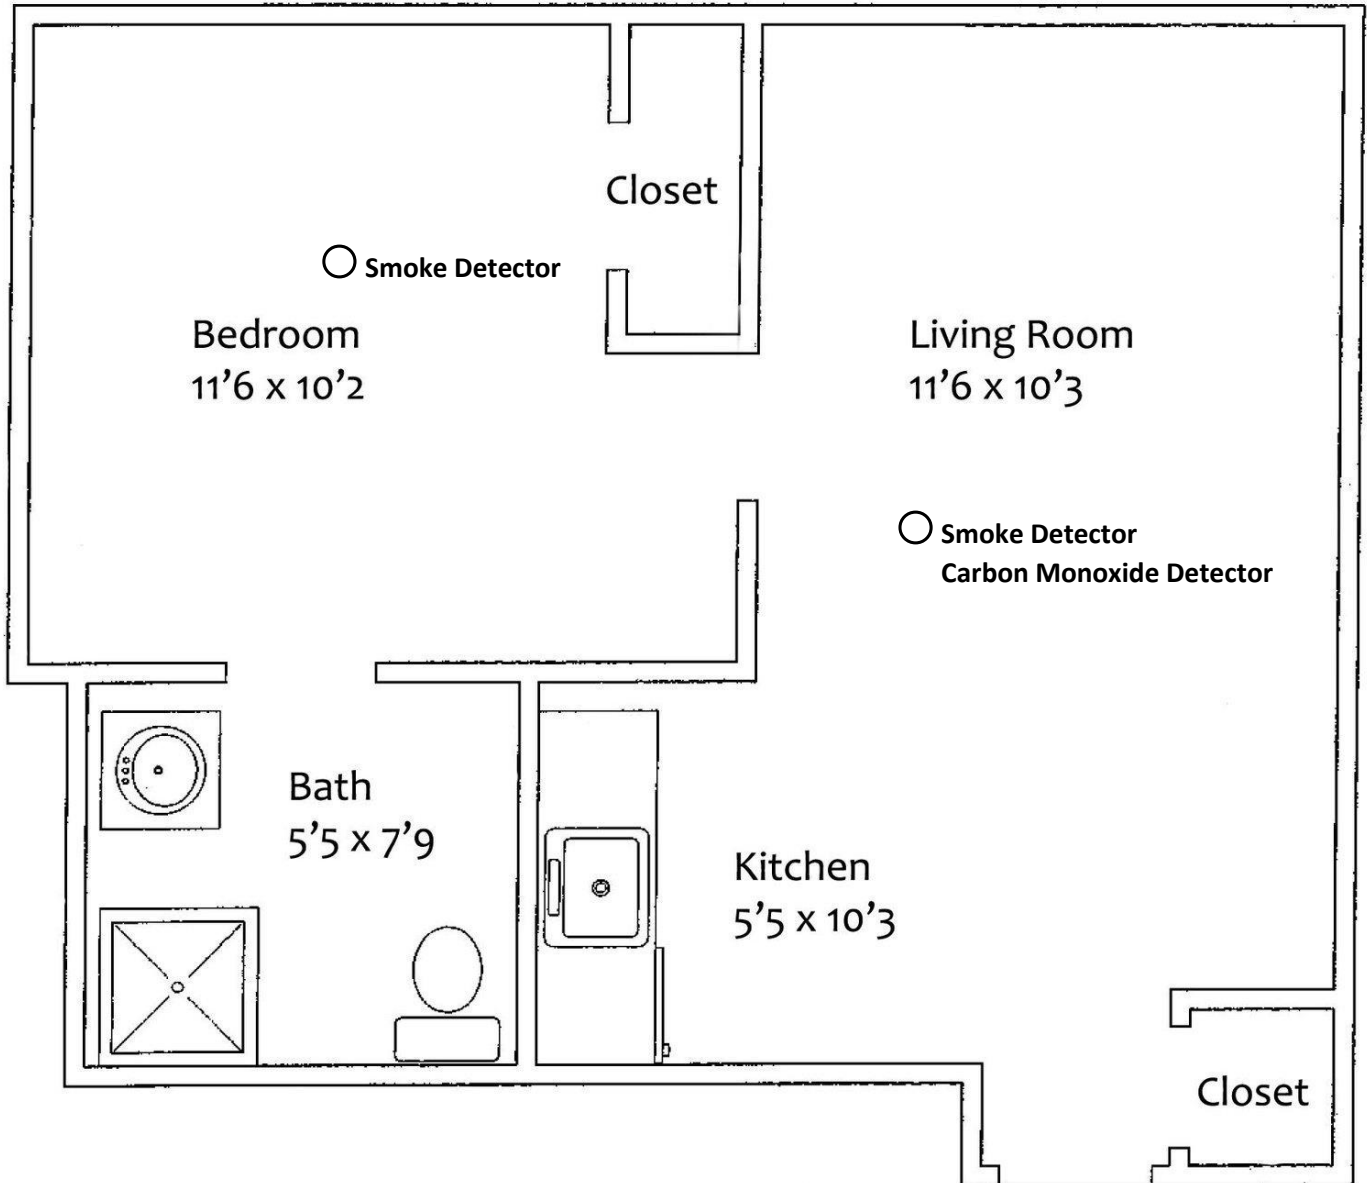 Closet
Smoke Detector
Bedroom
11’6 x 10’2
Living Room
11’6 x 10’3
Smoke Detector
Carbon Monoxide Detector
Bath
5’5 x 7’9
Kitchen
5’5 x 10’3
Closet